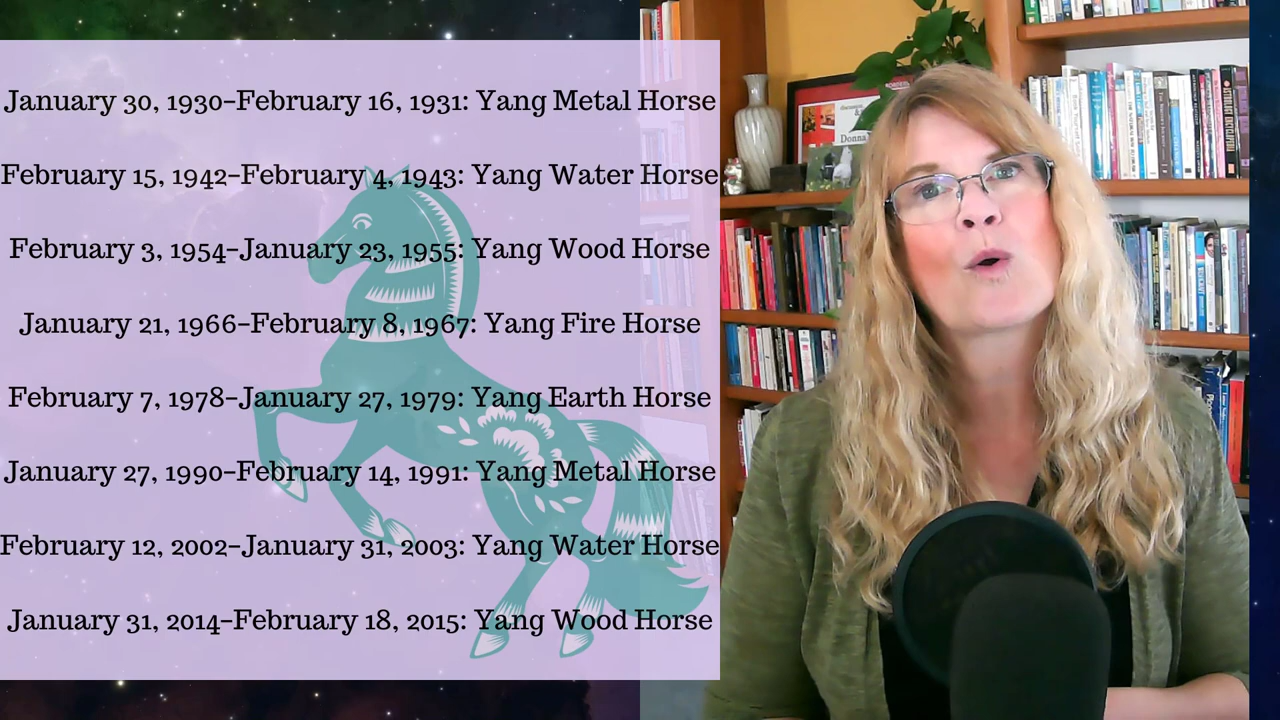 January 30, 1930–February 16, 1931: Yang Metal Horse
February 15, 1942–February 4, 1943: Yang Water Horse
February 3, 1954–January 23, 1955: Yang Wood Horse
January 21, 1966–February 8, 1967: Yang Fire Horse
February 7, 1978–January 27, 1979: Yang Earth Horse
January 27, 1990–February 14, 1991: Yang Metal Horse
February 12, 2002–January 31, 2003: Yang Water Horse
January 31, 2014–February 18, 2015: Yang Wood Horse
Donna